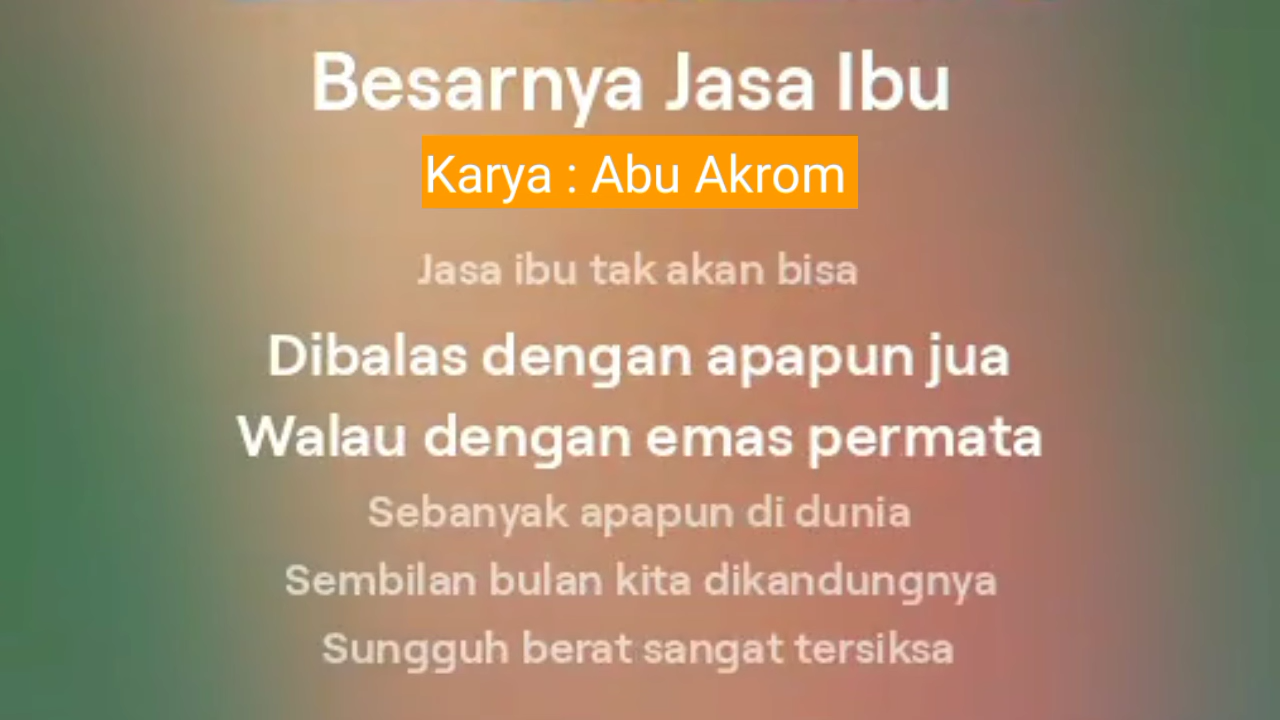 Besarnya Jasa Ibu
Karya : Abu Akrom
Jasa ibu tak akan bisa
Dibalas dengan apapun jua
Walau dengan emas permata
Sebanyak apapun di dunia
Sembilan bulan kita dikandungnya
Sungguh berat sangat tersiksa